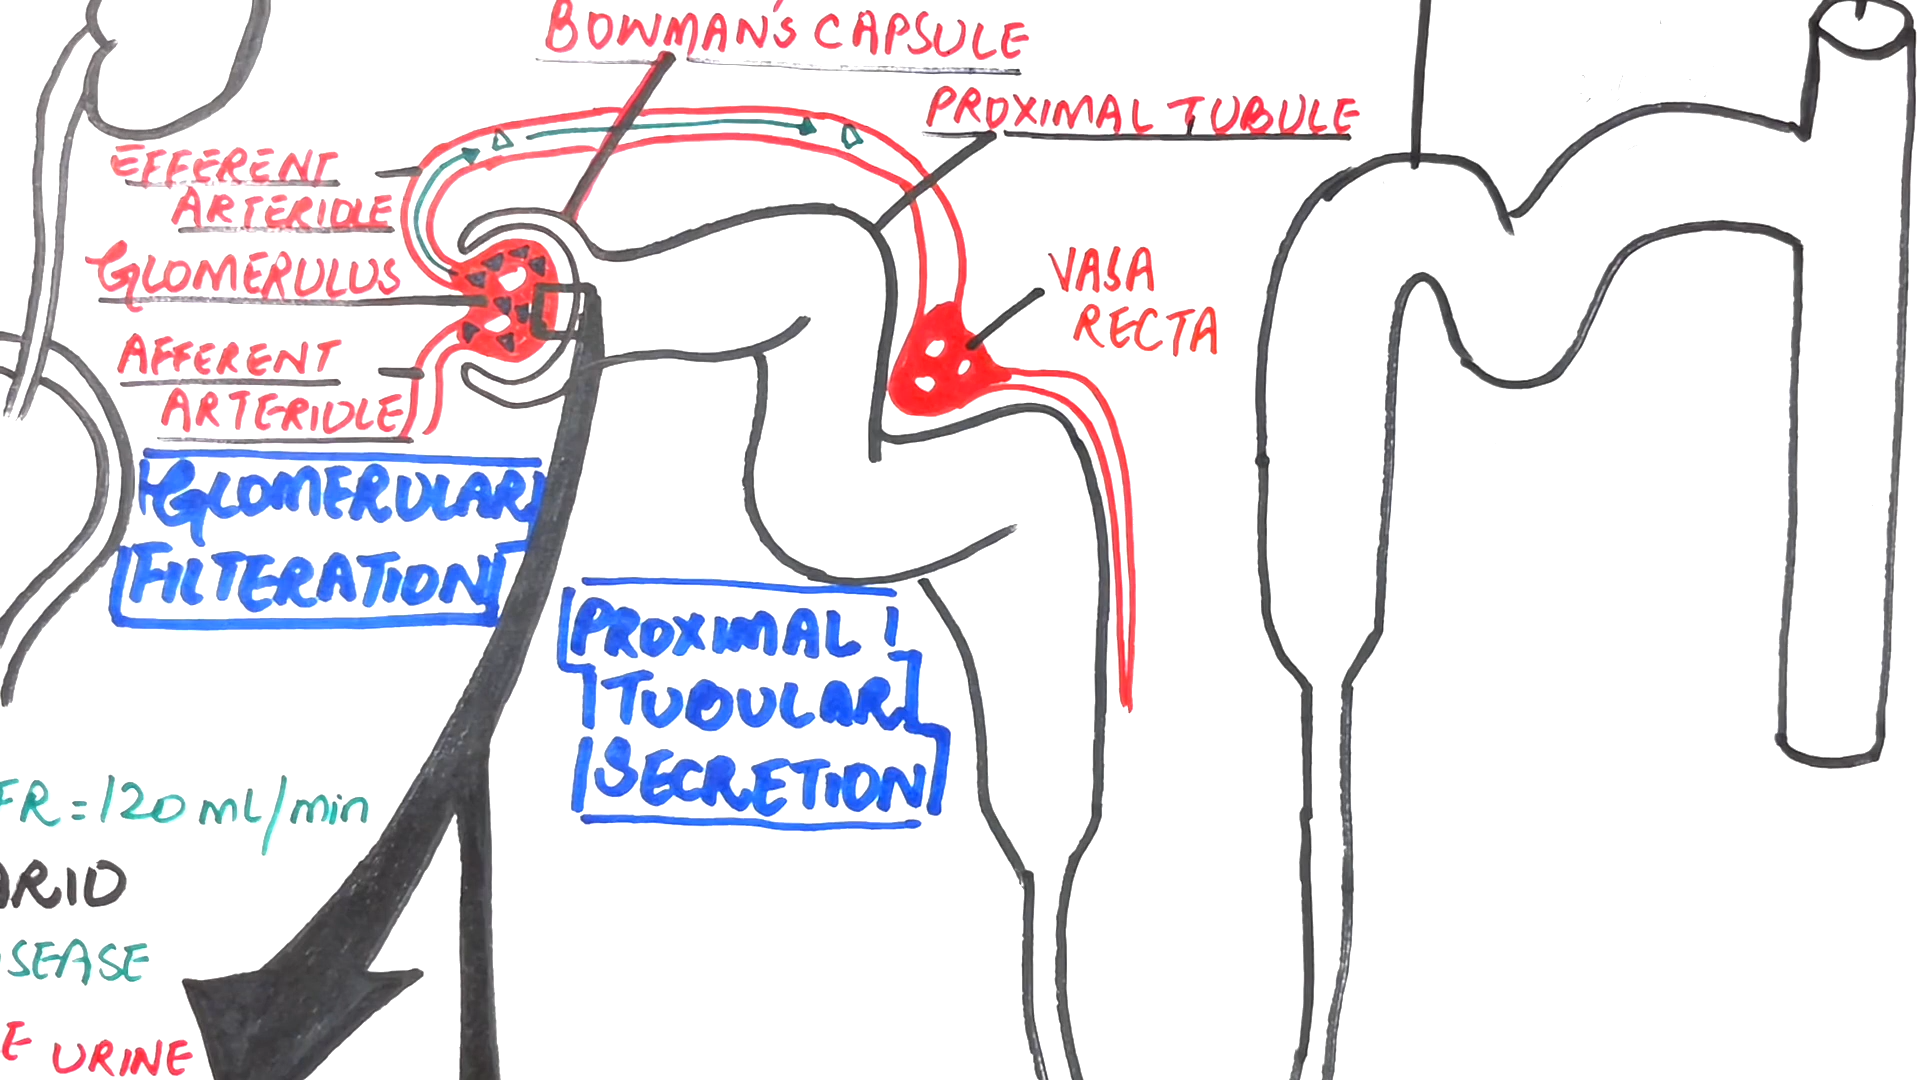 BOWMAN'S CAPSULE
PROXIMAL TUBULE
EFFERENT
ARTERIOLE
GLOMERULUS
AFFERENT
ARTERIOLE
VASA
RECTA
GLOMERULAR
FILTERATION
PROXIMAL
TUBULAR
SECRETION
FR = 120 mL/min
ARIO
SEASE
E URINE